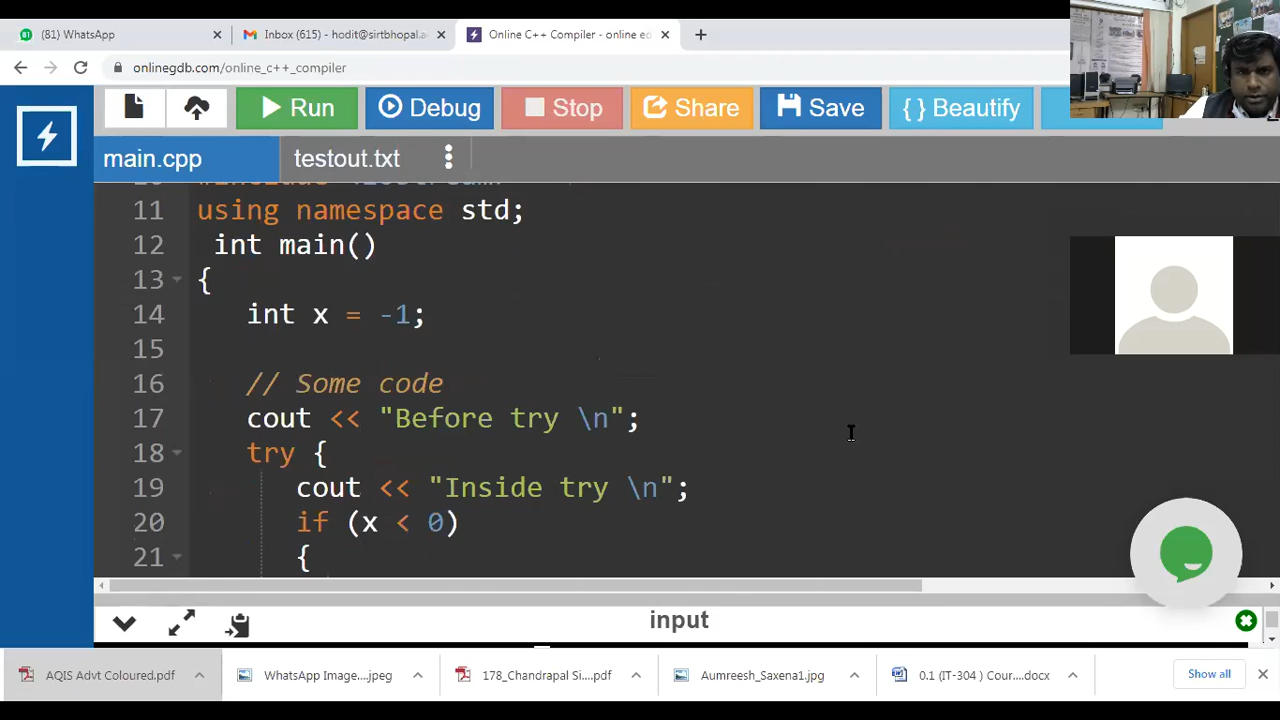 (81) WhatsApp
Inbox (615) - hodit@sirtbhopal.c
Online C++ Compiler - online ed
onlinegdb.com/online_c++_compiler
Run
Debug
Stop
Share
Save
{ } Beautify
main.cpp
testout.txt
11 using namespace std;
12 int main()
13 {
14 int x = -1;
15
16 // Some code
17 cout << "Before try \n";
18 try {
19 cout << "Inside try \n";
20 if (x < 0)
21 {
input
AQIS Advt Coloured.pdf
WhatsApp Image....jpeg
178_Chandrapal Si....pdf
Aumreesh_Saxena1.jpg
0.1 (IT-304 ) Cour....docx
Show all